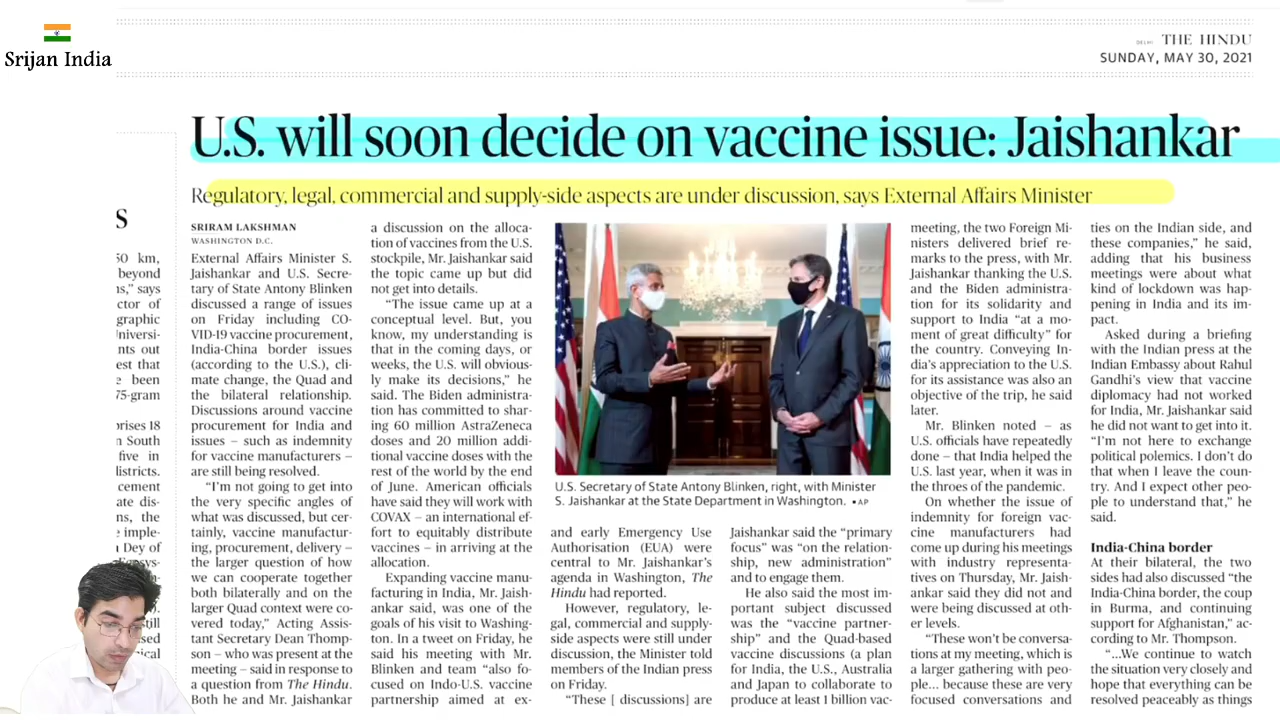 Srijan India
DELHI THE HINDU
SUNDAY, MAY 30, 2021
U.S. will soon decide on vaccine issue: Jaishankar
Regulatory, legal, commercial and supply-side aspects are under discussion, says External Affairs Minister
S
50 km,
beyond
s," says
ctor of
graphic
niversi-
nts out
est that
e been
75-gram
prises 18
n South
five in
listricts.
cement
ate dis-
ns, the
imple-
Dey of
SRIRAM LAKSHMAN
WASHINGTON D.C.
External Affairs Minister S.
Jaishankar and U.S. Secre-
tary of State Antony Blinken
discussed a range of issues
on Friday including CO-
VID-19 vaccine procurement,
India-China border issues
(according to the U.S.), cli-
mate change, the Quad and
the bilateral relationship.
Discussions around vaccine
procurement for India and
issues – such as indemnity
for vaccine manufacturers –
are still being resolved.
"I'm not going to get into
the very specific angles of
what was discussed, but cer-
tainly, vaccine manufactur-
ing, procurement, delivery –
the larger question of how
we can cooperate together
both bilaterally and on the
larger Quad context were co-
vered today," Acting Assis-
tant Secretary Dean Thomp-
son – who was present at the
meeting – said in response to
a question from The Hindu.
Both he and Mr. Jaishankar
a discussion on the alloca-
tion of vaccines from the U.S.
stockpile, Mr. Jaishankar said
the topic came up but did
not get into details.
"The issue came up at a
conceptual level. But, you
know, my understanding is
that in the coming days, or
weeks, the U.S. will obvious-
ly make its decisions," he
said. The Biden administra-
tion has committed to shar-
ing 60 million AstraZeneca
doses and 20 million addi-
tional vaccine doses with the
rest of the world by the end
of June. American officials
have said they will work with
COVAX – an international ef-
fort to equitably distribute
vaccines – in arriving at the
allocation.
Expanding vaccine manu-
facturing in India, Mr. Jaish-
ankar said, was one of the
goals of his visit to Washing-
ton. In a tweet on Friday, he
said his meeting with Mr.
Blinken and team "also fo-
cused on Indo-U.S. vaccine
partnership aimed at ex-
U.S. Secretary of State Antony Blinken, right, with Minister
S. Jaishankar at the State Department in Washington. • AP
and early Emergency Use
Authorisation (EUA) were
central to Mr. Jaishankar's
agenda in Washington, The
Hindu had reported.
However, regulatory, le-
gal, commercial and supply-
side aspects were still under
discussion, the Minister told
members of the Indian press
on Friday.
"These [ discussions] are
Jaishankar said the "primary
focus" was "on the relation-
ship, new administration"
and to engage them.
He also said the most im-
portant subject discussed
was the "vaccine partner-
ship" and the Quad-based
vaccine discussions (a plan
for India, the U.S., Australia
and Japan to collaborate to
produce at least 1 billion vac-
meeting, the two Foreign Mi-
nisters delivered brief re-
marks to the press, with Mr.
Jaishankar thanking the U.S.
and the Biden administra-
tion for its solidarity and
support to India "at a mo-
ment of great difficulty" for
the country. Conveying In-
dia's appreciation to the U.S.
for its assistance was also an
objective of the trip, he said
later.
Mr. Blinken noted – as
U.S. officials have repeatedly
done – that India helped the
U.S. last year, when it was in
the throes of the pandemic.
On whether the issue of
indemnity for foreign vac-
cine manufacturers had
come up during his meetings
with industry representa-
tives on Thursday, Mr. Jaish-
ankar said they did not and
were being discussed at oth-
er levels.
"These won't be conversa-
tions at my meeting, which is
a larger gathering with peo-
ple... because these are very
focused conversations and
ties on the Indian side, and
these companies," he said,
adding that his business
meetings were about what
kind of lockdown was hap-
pening in India and its im-
pact.
Asked during a briefing
with the Indian press at the
Indian Embassy about Rahul
Gandhi's view that vaccine
diplomacy had not worked
for India, Mr. Jaishankar said
he did not want to get into it.
"I'm not here to exchange
political polemics. I don't do
that when I leave the coun-
try. And I expect other peo-
ple to understand that," he
said.
India-China border
At their bilateral, the two
sides had also discussed "the
India-China border, the coup
in Burma, and continuing
support for Afghanistan," ac-
cording to Mr. Thompson.
"...We continue to watch
the situation very closely and
hope that everything can be
resolved peaceably as things